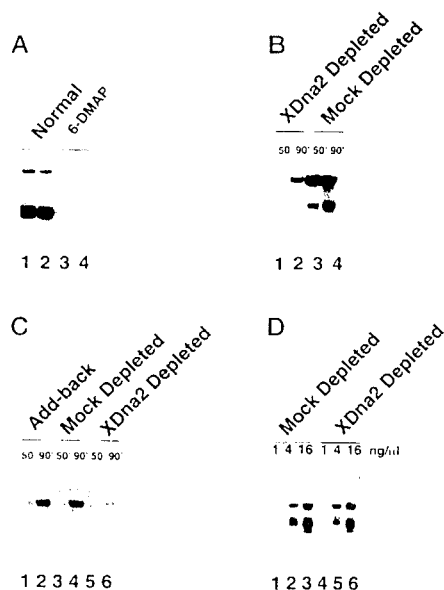 A
Normal
6-DMAP
1 2 3 4
B
XDna2 Depleted
Mock Depleted
50' 90' 50' 90'
1 2 3 4
C
Add-back
Mock Depleted
XDna2 Depleted
50' 90' 50' 90' 50' 90'
1 2 3 4 5 6
D
Mock Depleted
XDna2 Depleted
1 4 16 1 4 16 ng/µl
1 2 3 4 5 6